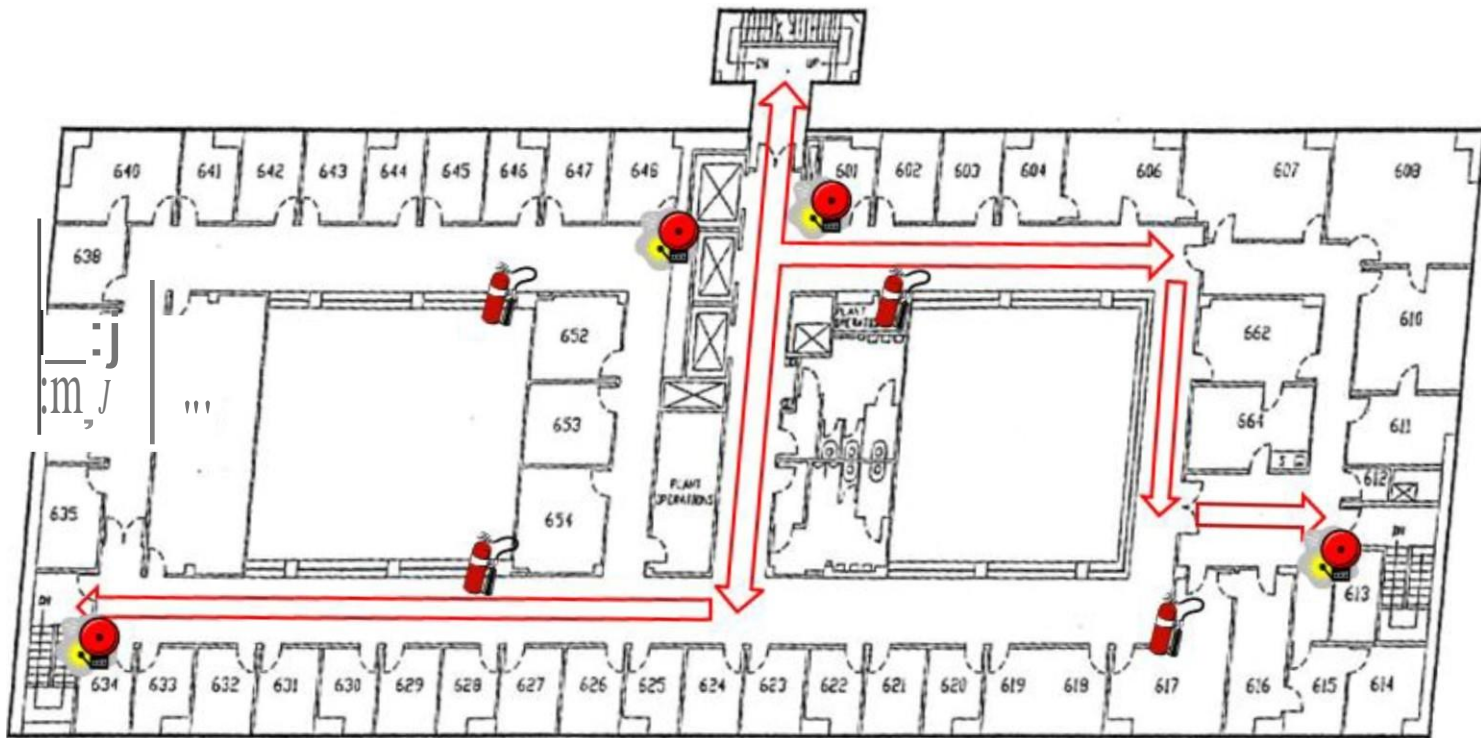 DN UP
640 641 642 643 644 645 646 647 648 601 602 603 604 606 607 608
638
652 PLANT 662 610
653 664 611
PLANT
OPERATIONS
635 654 612
DN
DN 613
634 633 632 631 630 629 628 627 626 625 624 623 622 621 620 619 618 617 616 615 614